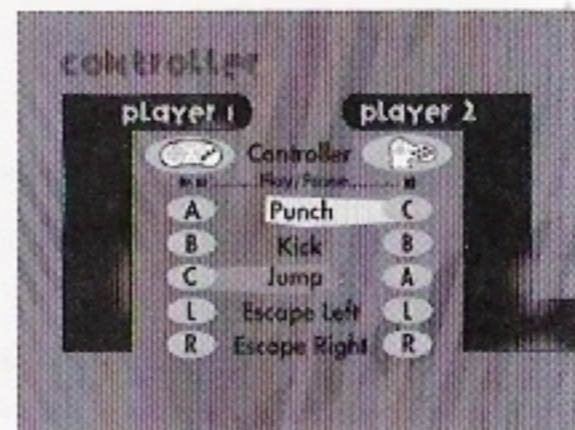 controller
player 1 player 2
Controller
Play/Pause
A Punch C
B Kick B
C Jump A
L Escape Left L
R Escape Right R